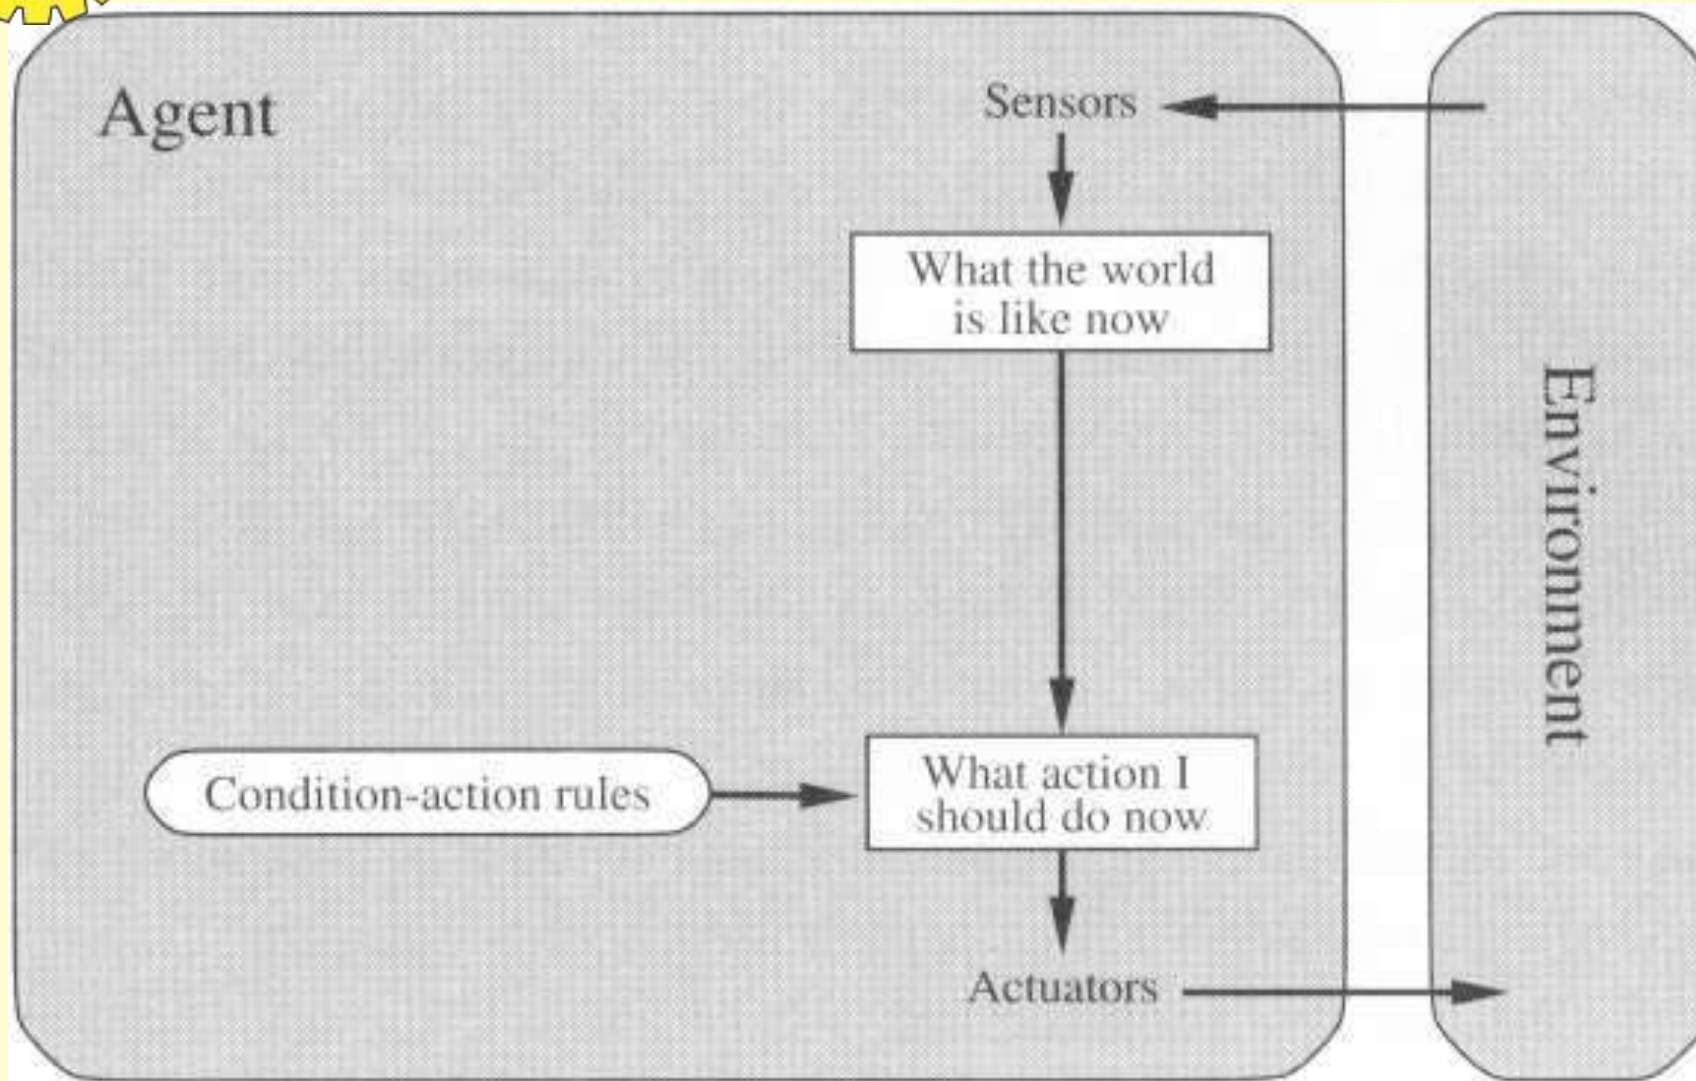 Agent
Sensors
What the world
is like now
Environment
Condition-action rules
What action I
should do now
Actuators